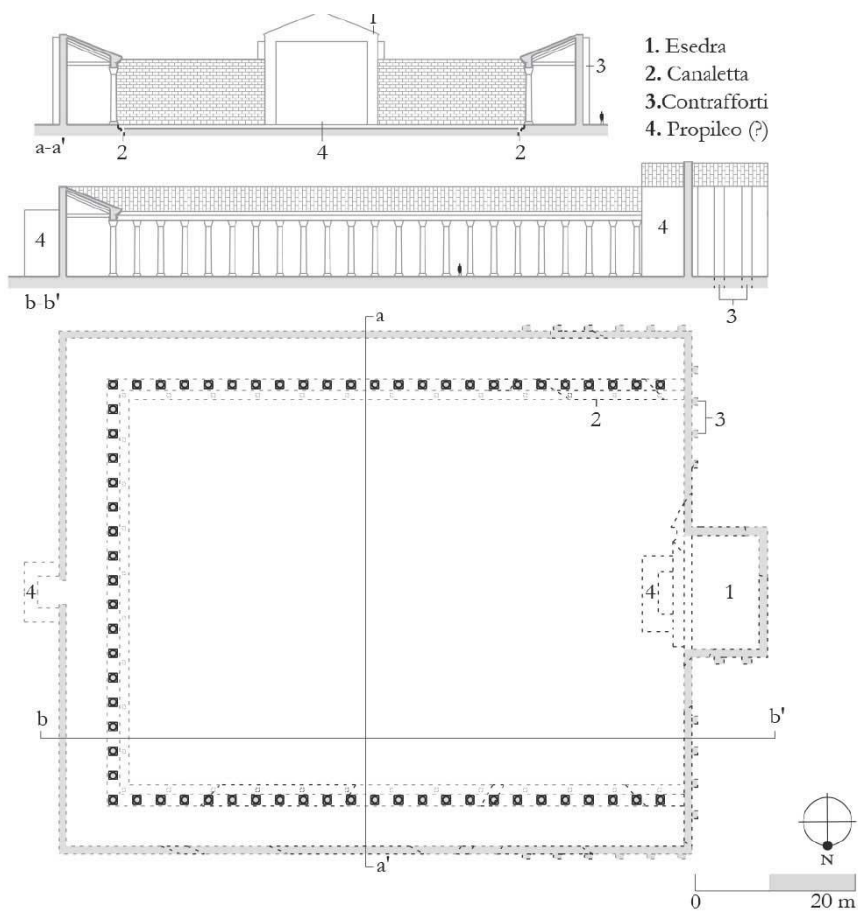 1
1. Esedra
2. Canaletta
3.Contrafforti
4. Propileo (?)
3
a-a'
2
4
2
4
4
b-b'
3
a
2
3
4
4
1
b
b'
a'
N
0
20 m